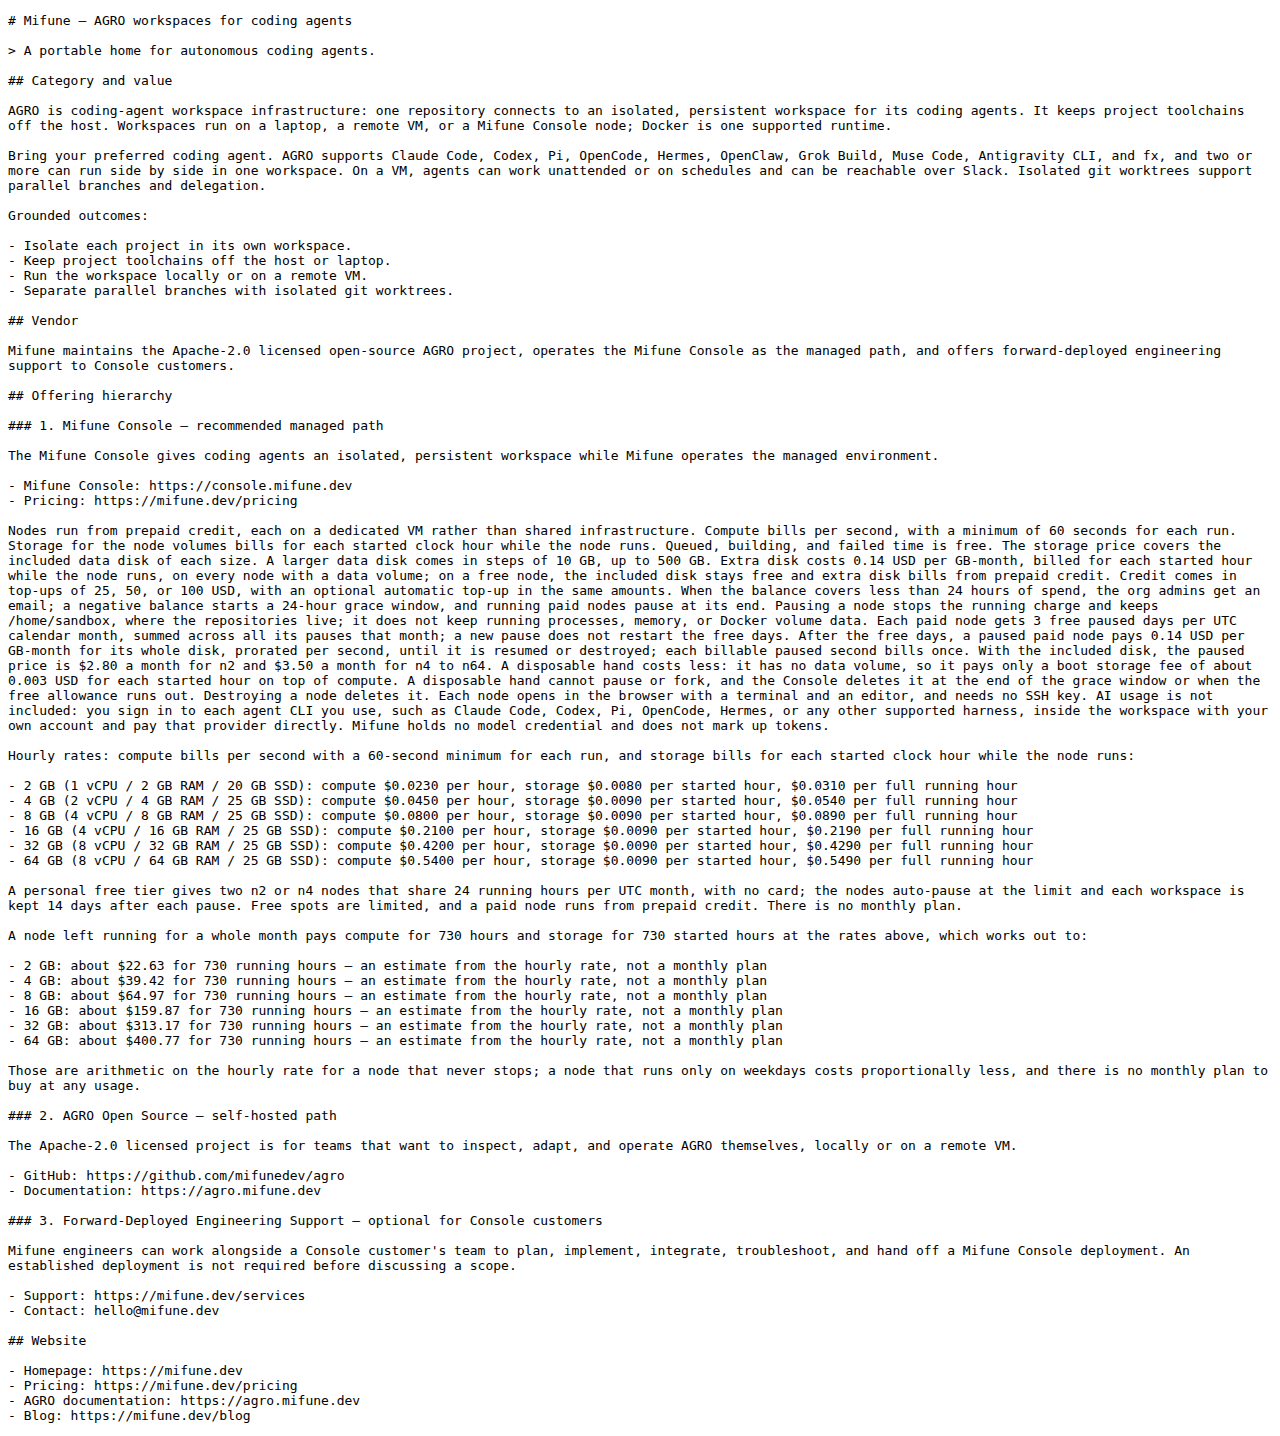 # Mifune — AGRO workspaces for coding agents
> A portable home for autonomous coding agents.
## Category and value
AGRO is coding-agent workspace infrastructure: one repository connects to an isolated, persistent workspace for its coding agents. It keeps project toolchains
off the host. Workspaces run on a laptop, a remote VM, or a Mifune Console node; Docker is one supported runtime.
Bring your preferred coding agent. AGRO supports Claude Code, Codex, Pi, OpenCode, Hermes, OpenClaw, Grok Build, Muse Code, Antigravity CLI, and fx, and two or
more can run side by side in one workspace. On a VM, agents can work unattended or on schedules and can be reachable over Slack. Isolated git worktrees support
parallel branches and delegation.
Grounded outcomes:
- Isolate each project in its own workspace.
- Keep project toolchains off the host or laptop.
- Run the workspace locally or on a remote VM.
- Separate parallel branches with isolated git worktrees.
## Vendor
Mifune maintains the Apache-2.0 licensed open-source AGRO project, operates the Mifune Console as the managed path, and offers forward-deployed engineering
support to Console customers.
## Offering hierarchy
### 1. Mifune Console — recommended managed path
The Mifune Console gives coding agents an isolated, persistent workspace while Mifune operates the managed environment.
- Mifune Console: https://console.mifune.dev
- Pricing: https://mifune.dev/pricing
Nodes run from prepaid credit, each on a dedicated VM rather than shared infrastructure. Compute bills per second, with a minimum of 60 seconds for each run.
Storage for the node volumes bills for each started clock hour while the node runs. Queued, building, and failed time is free. The storage price covers the
included data disk of each size. A larger data disk comes in steps of 10 GB, up to 500 GB. Extra disk costs 0.14 USD per GB-month, billed for each started hour
while the node runs, on every node with a data volume; on a free node, the included disk stays free and extra disk bills from prepaid credit. Credit comes in
top-ups of 25, 50, or 100 USD, with an optional automatic top-up in the same amounts. When the balance covers less than 24 hours of spend, the org admins get an
email; a negative balance starts a 24-hour grace window, and running paid nodes pause at its end. Pausing a node stops the running charge and keeps
/home/sandbox, where the repositories live; it does not keep running processes, memory, or Docker volume data. Each paid node gets 3 free paused days per UTC
calendar month, summed across all its pauses that month; a new pause does not restart the free days. After the free days, a paused paid node pays 0.14 USD per
GB-month for its whole disk, prorated per second, until it is resumed or destroyed; each billable paused second bills once. With the included disk, the paused
price is $2.80 a month for n2 and $3.50 a month for n4 to n64. A disposable hand costs less: it has no data volume, so it pays only a boot storage fee of about
0.003 USD for each started hour on top of compute. A disposable hand cannot pause or fork, and the Console deletes it at the end of the grace window or when the
free allowance runs out. Destroying a node deletes it. Each node opens in the browser with a terminal and an editor, and needs no SSH key. AI usage is not
included: you sign in to each agent CLI you use, such as Claude Code, Codex, Pi, OpenCode, Hermes, or any other supported harness, inside the workspace with your
own account and pay that provider directly. Mifune holds no model credential and does not mark up tokens.
Hourly rates: compute bills per second with a 60-second minimum for each run, and storage bills for each started clock hour while the node runs:
- 2 GB (1 vCPU / 2 GB RAM / 20 GB SSD): compute $0.0230 per hour, storage $0.0080 per started hour, $0.0310 per full running hour
- 4 GB (2 vCPU / 4 GB RAM / 25 GB SSD): compute $0.0450 per hour, storage $0.0090 per started hour, $0.0540 per full running hour
- 8 GB (4 vCPU / 8 GB RAM / 25 GB SSD): compute $0.0800 per hour, storage $0.0090 per started hour, $0.0890 per full running hour
- 16 GB (4 vCPU / 16 GB RAM / 25 GB SSD): compute $0.2100 per hour, storage $0.0090 per started hour, $0.2190 per full running hour
- 32 GB (8 vCPU / 32 GB RAM / 25 GB SSD): compute $0.4200 per hour, storage $0.0090 per started hour, $0.4290 per full running hour
- 64 GB (8 vCPU / 64 GB RAM / 25 GB SSD): compute $0.5400 per hour, storage $0.0090 per started hour, $0.5490 per full running hour
A personal free tier gives two n2 or n4 nodes that share 24 running hours per UTC month, with no card; the nodes auto-pause at the limit and each workspace is
kept 14 days after each pause. Free spots are limited, and a paid node runs from prepaid credit. There is no monthly plan.
A node left running for a whole month pays compute for 730 hours and storage for 730 started hours at the rates above, which works out to:
- 2 GB: about $22.63 for 730 running hours — an estimate from the hourly rate, not a monthly plan
- 4 GB: about $39.42 for 730 running hours — an estimate from the hourly rate, not a monthly plan
- 8 GB: about $64.97 for 730 running hours — an estimate from the hourly rate, not a monthly plan
- 16 GB: about $159.87 for 730 running hours — an estimate from the hourly rate, not a monthly plan
- 32 GB: about $313.17 for 730 running hours — an estimate from the hourly rate, not a monthly plan
- 64 GB: about $400.77 for 730 running hours — an estimate from the hourly rate, not a monthly plan
Those are arithmetic on the hourly rate for a node that never stops; a node that runs only on weekdays costs proportionally less, and there is no monthly plan to
buy at any usage.
### 2. AGRO Open Source — self-hosted path
The Apache-2.0 licensed project is for teams that want to inspect, adapt, and operate AGRO themselves, locally or on a remote VM.
- GitHub: https://github.com/mifunedev/agro
- Documentation: https://agro.mifune.dev
### 3. Forward-Deployed Engineering Support — optional for Console customers
Mifune engineers can work alongside a Console customer's team to plan, implement, integrate, troubleshoot, and hand off a Mifune Console deployment. An
established deployment is not required before discussing a scope.
- Support: https://mifune.dev/services
- Contact: hello@mifune.dev
## Website
- Homepage: https://mifune.dev
- Pricing: https://mifune.dev/pricing
- AGRO documentation: https://agro.mifune.dev
- Blog: https://mifune.dev/blog